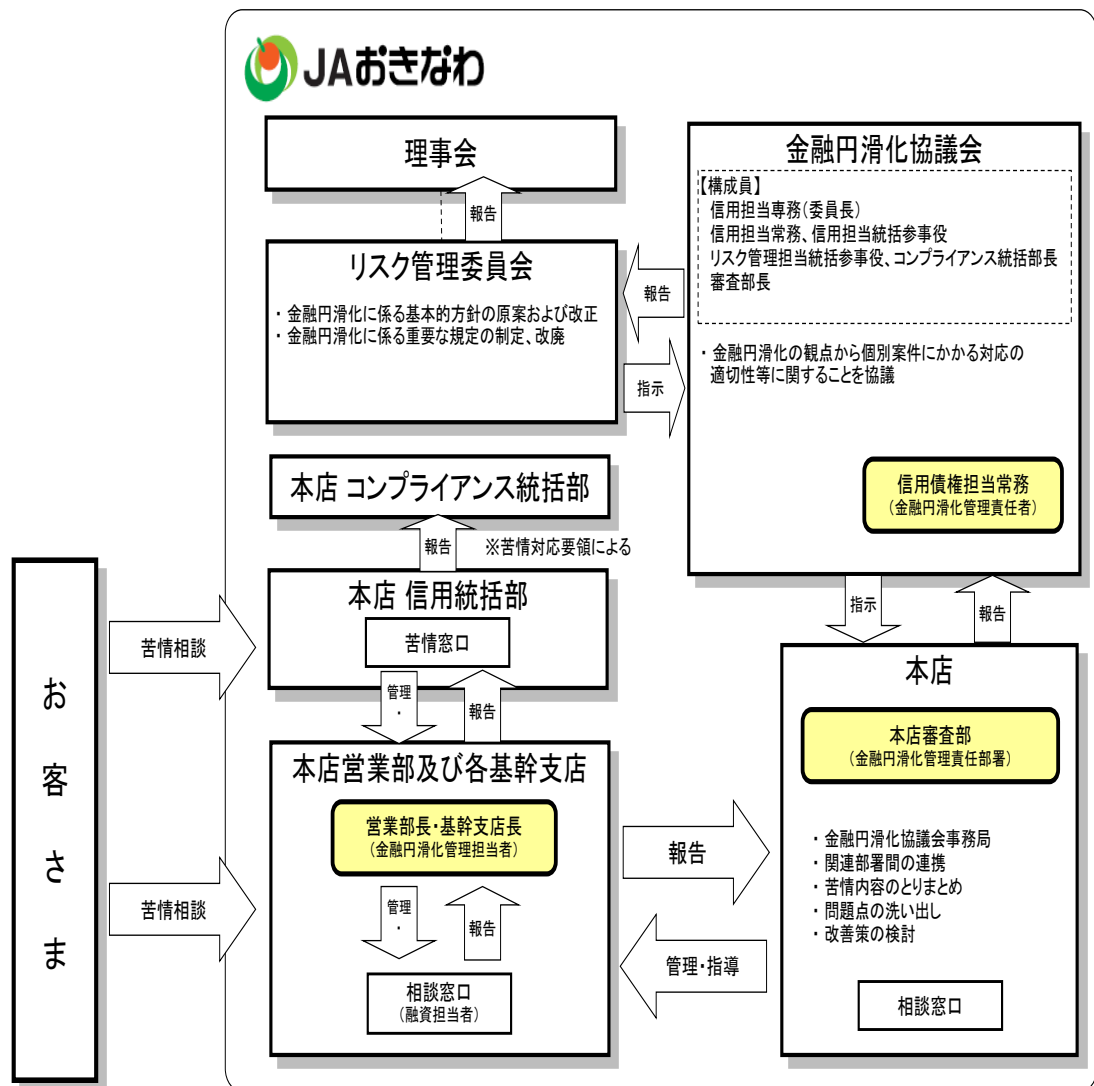 JAおきなわ
理事会
報告
リスク管理委員会
・ 金融円滑化に係る基本的方針の原案および改正
・ 金融円滑化に係る重要な規定の制定、改廃
報告
指示
金融円滑化協議会
【構成員】
信用担当専務(委員長)
信用担当常務、信用担当統括参事役
リスク管理担当統括参事役、コンプライアンス統括部長
審査部長
・ 金融円滑化の観点から個別案件にかかる対応の
適切性等に関することを協議
信用債権担当常務
(金融円滑化管理責任者)
本店 コンプライアンス統括部
報告
※苦情対応要領による
本店 信用統括部
苦情窓口
管理
・
報告
指示
報告
お客さま
苦情相談
苦情相談
本店営業部及び各基幹支店
営業部長・基幹支店長
(金融円滑化管理担当者)
管理
・
報告
相談窓口
(融資担当者)
報告
管理・指導
本店
本店審査部
(金融円滑化管理責任部署)
・ 金融円滑化協議会事務局
・ 関連部署間の連携
・ 苦情内容のとりまとめ
・ 問題点の洗い出し
・ 改善策の検討
相談窓口